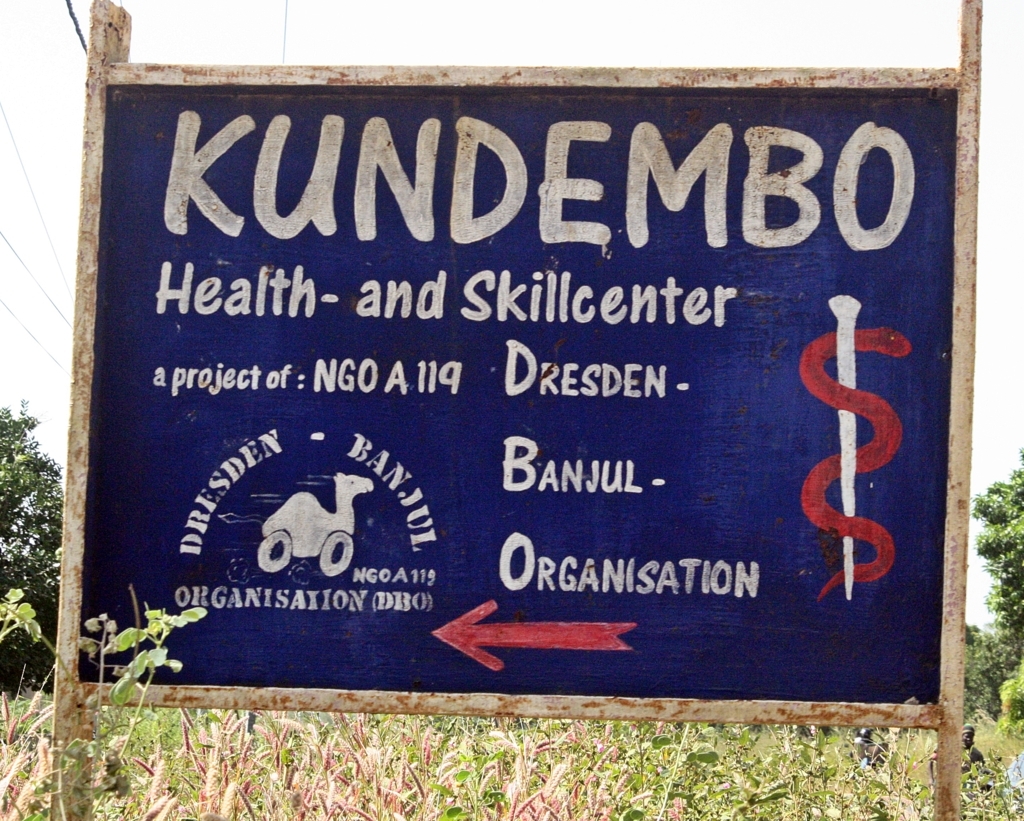 KUNDEMBO
Health- and Skillcenter
a project of : NGO A 119
DRESDEN -
BANJUL -
ORGANISATION
DRESDEN - BANJUL
NGO A 119
ORGANISATION (DBO)